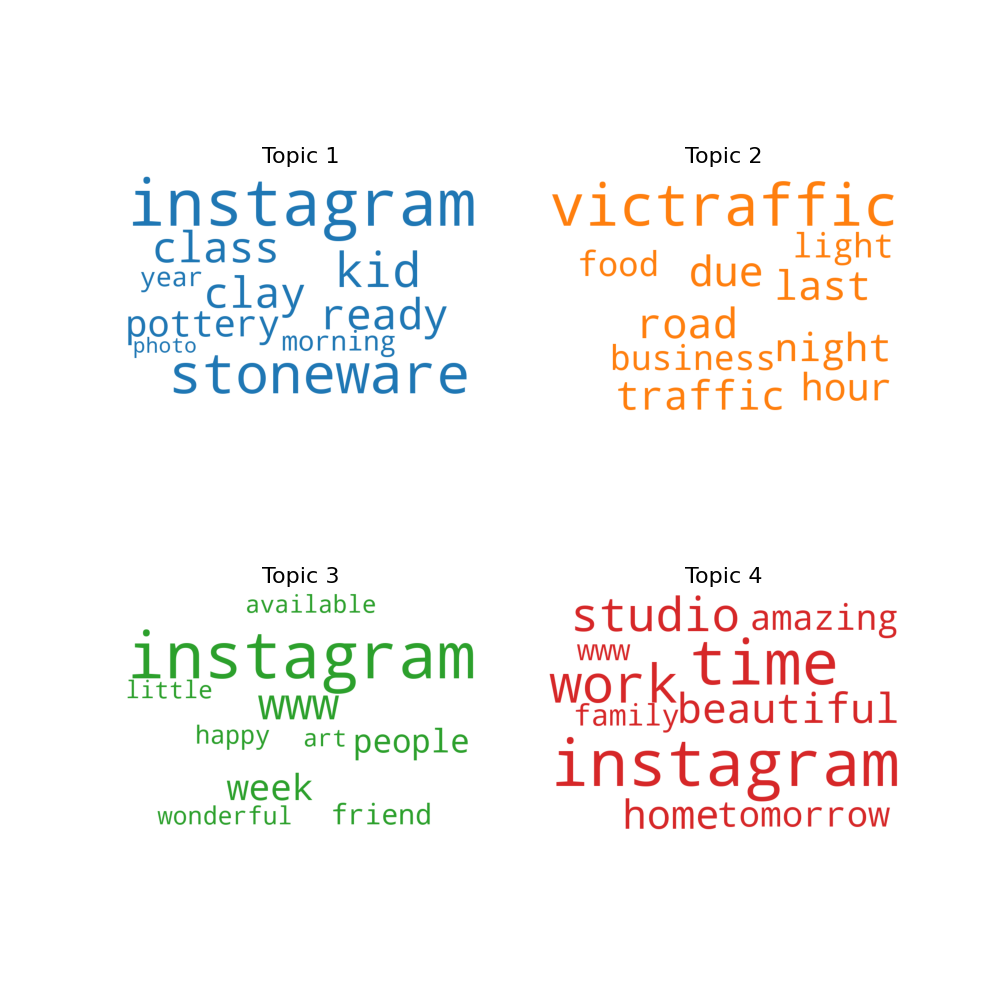 Topic 1
instagram
class
kid
year
clay
ready
pottery
morning
photo
stoneware
Topic 2
victraffic
light
food
due
last
road
night
business
hour
traffic
Topic 3
available
instagram
little
www
happy
art
people
week
wonderful
friend
Topic 4
studio
amazing
www
time
work
family
beautiful
instagram
home
tomorrow